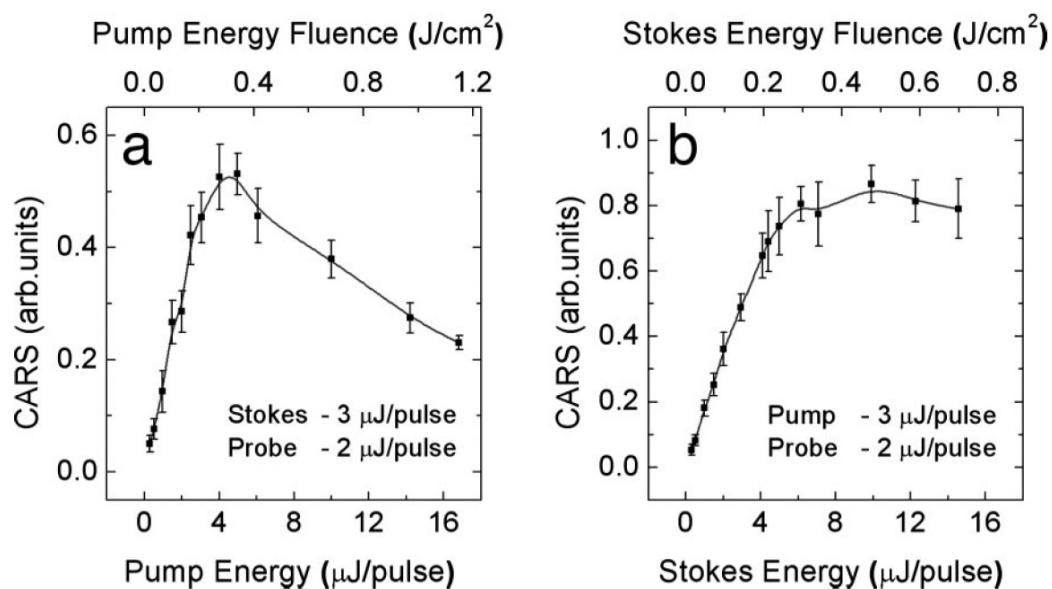 Pump Energy Fluence (J/cm²)
0.0 0.4 0.8 1.2
a
0.6
0.4
0.2
0.0
CARS (arb.units)
Stokes - 3 μJ/pulse
Probe - 2 μJ/pulse
0 4 8 12 16
Pump Energy (μJ/pulse)
Stokes Energy Fluence (J/cm²)
0.0 0.2 0.4 0.6 0.8
b
1.0
0.8
0.6
0.4
0.2
0.0
CARS (arb.units)
Pump - 3 μJ/pulse
Probe - 2 μJ/pulse
0 4 8 12 16
Stokes Energy (μJ/pulse)